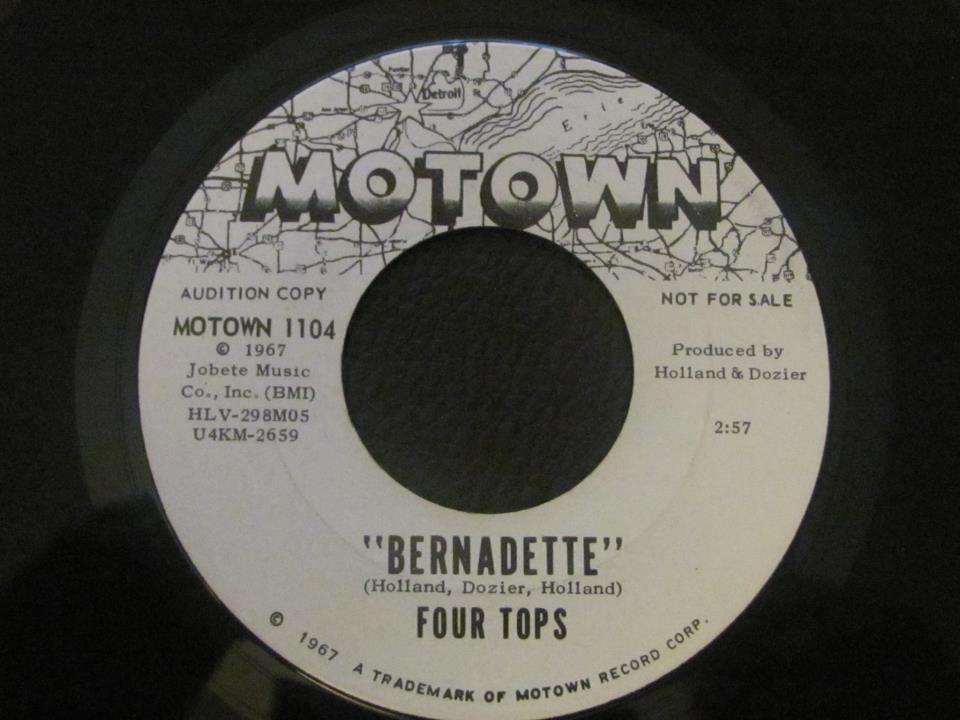 Detroit
Erie
MOTOWN
AUDITION COPY
NOT FOR SALE
MOTOWN 1104
© 1967
Jobete Music
Co., Inc. (BMI)
HLV-298M05
U4KM-2659
Produced by
Holland & Dozier
2:57
"BERNADETTE"
(Holland, Dozier, Holland)
FOUR TOPS
© 1967 A TRADEMARK OF MOTOWN RECORD CORP.